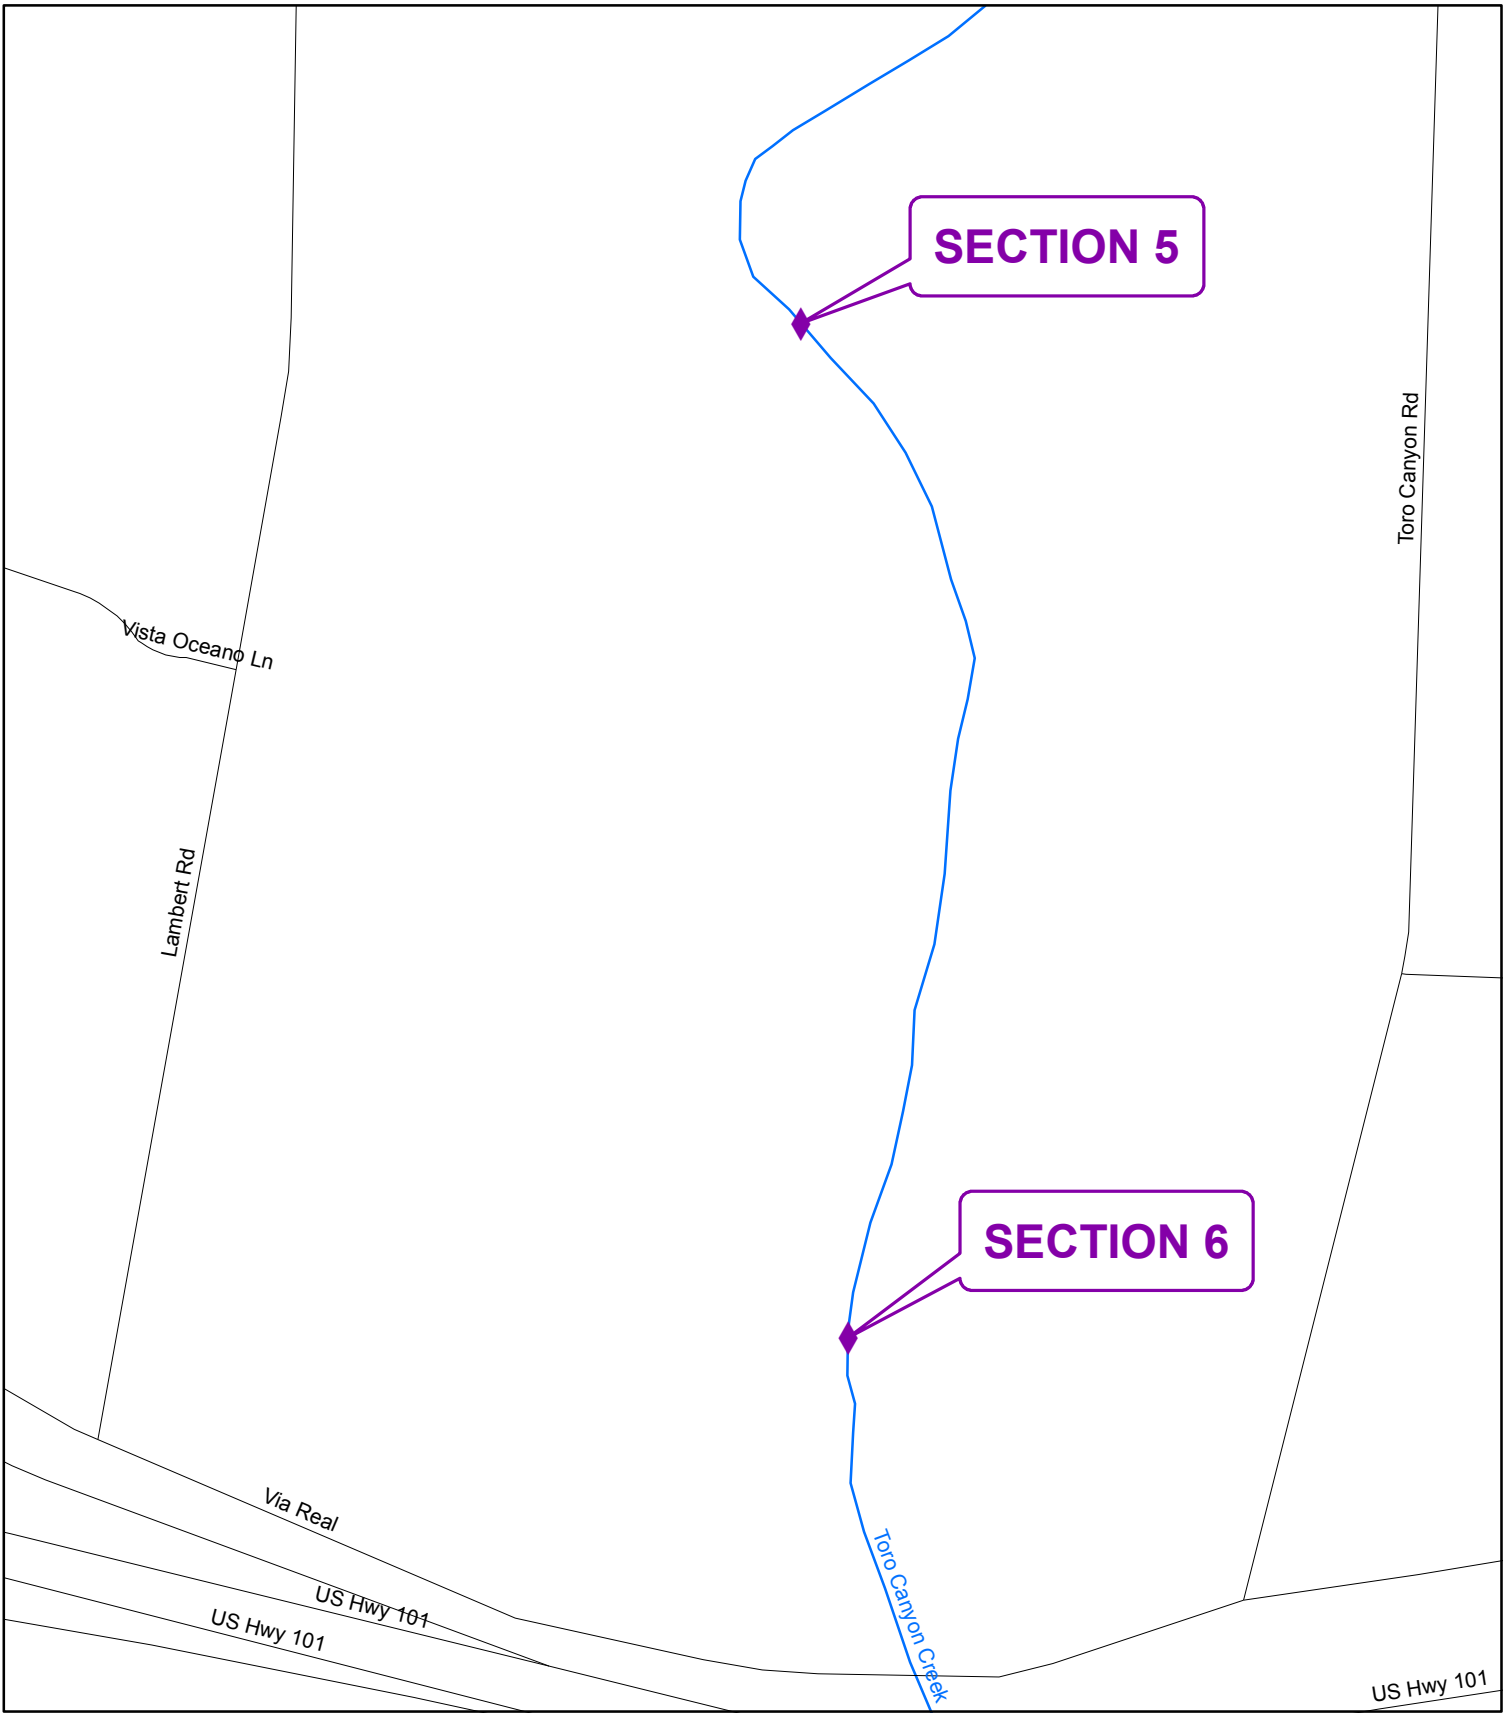 SECTION 5
Toro Canyon Rd
Vista Oceano Ln
Lambert Rd
SECTION 6
Via Real
Toro Canyon Creek
US Hwy 101
US Hwy 101
US Hwy 101